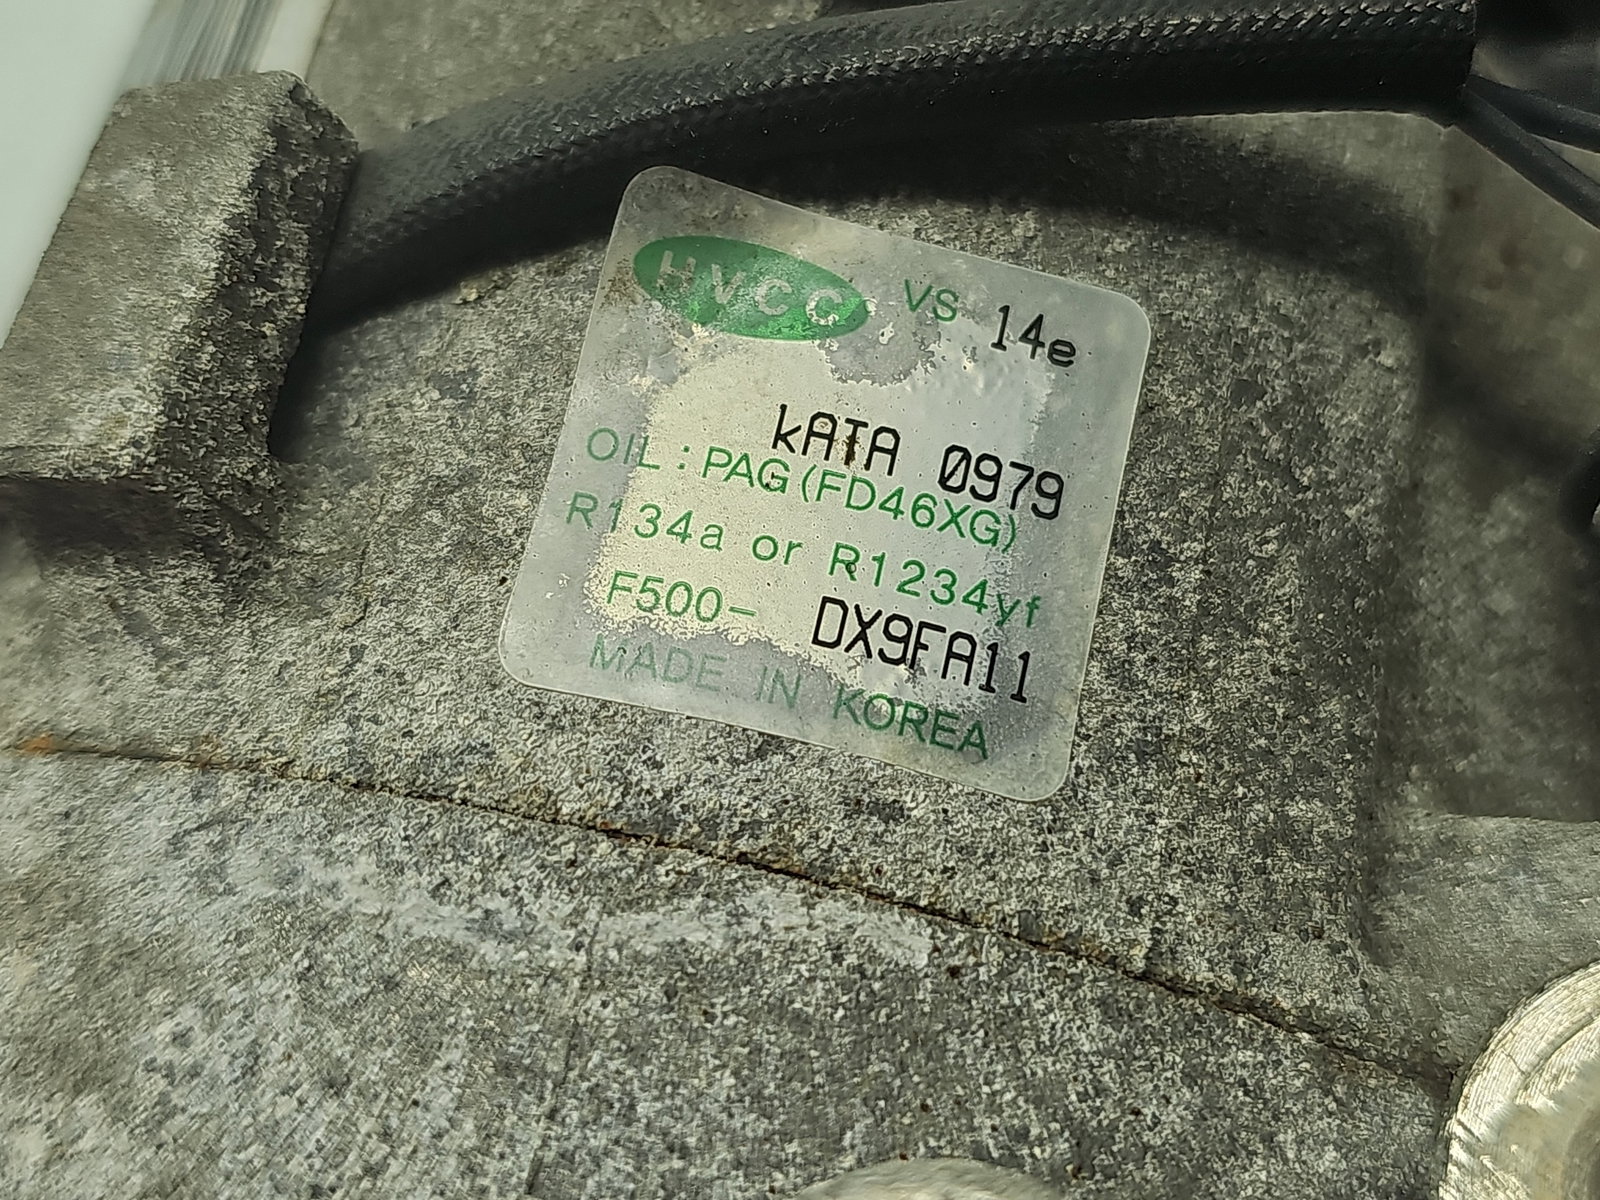 HVCC VS 14e
kATA 0979
OIL : PAG (FD46XG)
R134a or R1234yf
F500- DX9FA11
MADE IN KOREA